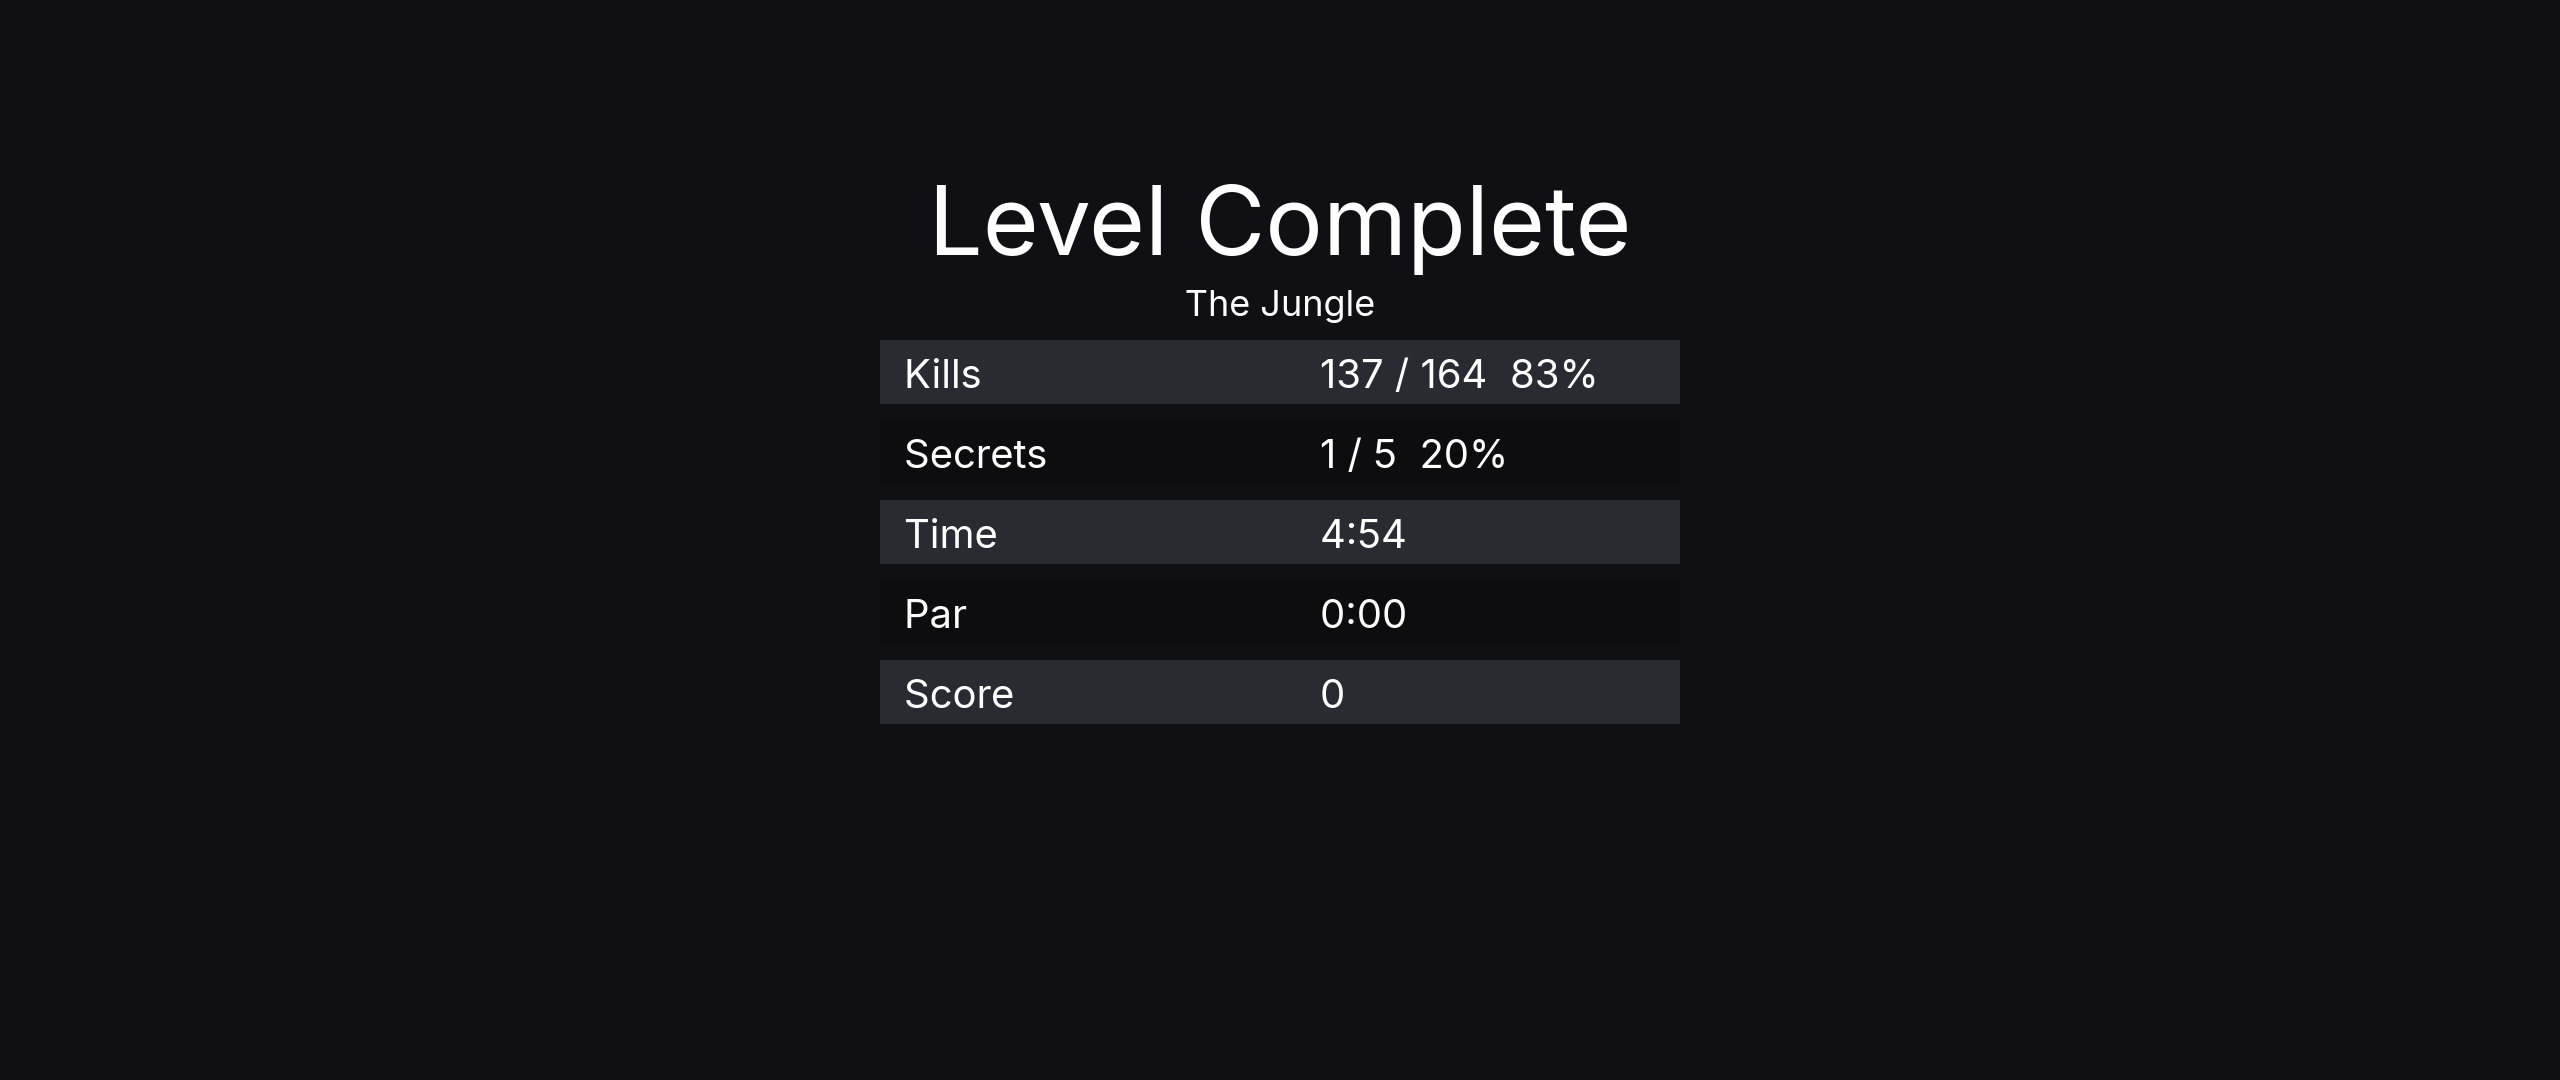 Level Complete
The Jungle
Kills 137 / 164 83%
Secrets 1 / 5 20%
Time 4:54
Par 0:00
Score 0